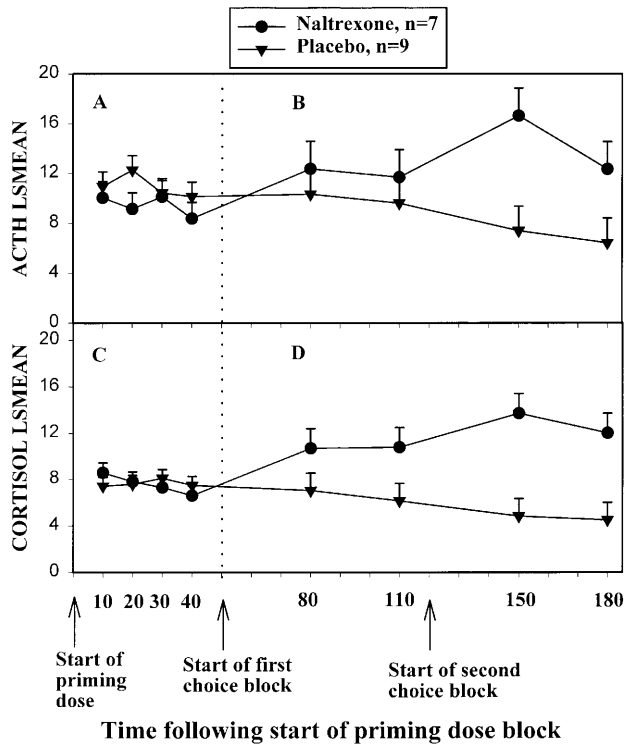 Naltrexone, n=7
Placebo, n=9
20
A
B
16
12
8
4
0
ACTH LSMEAN
20
C
D
16
12
8
4
0
CORTISOL LSMEAN
10 20 30 40 80 110 150 180
Start of
priming
dose
Start of first
choice block
Start of second
choice block
Time following start of priming dose block